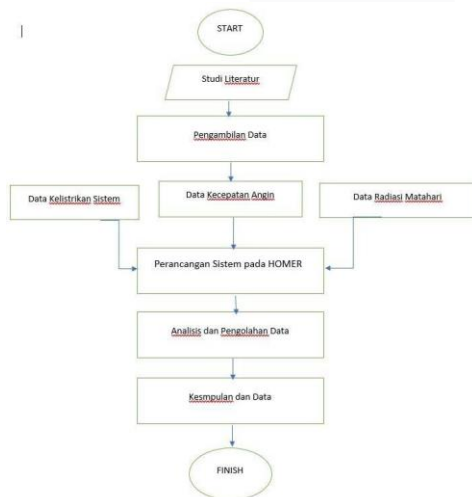 START
Studi Literatur
Pengambilan Data
Data Kelistrikan Sistem
Data Kecepatan Angin
Data Radiasi Matahari
Perancangan Sistem pada HOMER
Analisis dan Pengolahan Data
Kesmpulan dan Data
FINISH